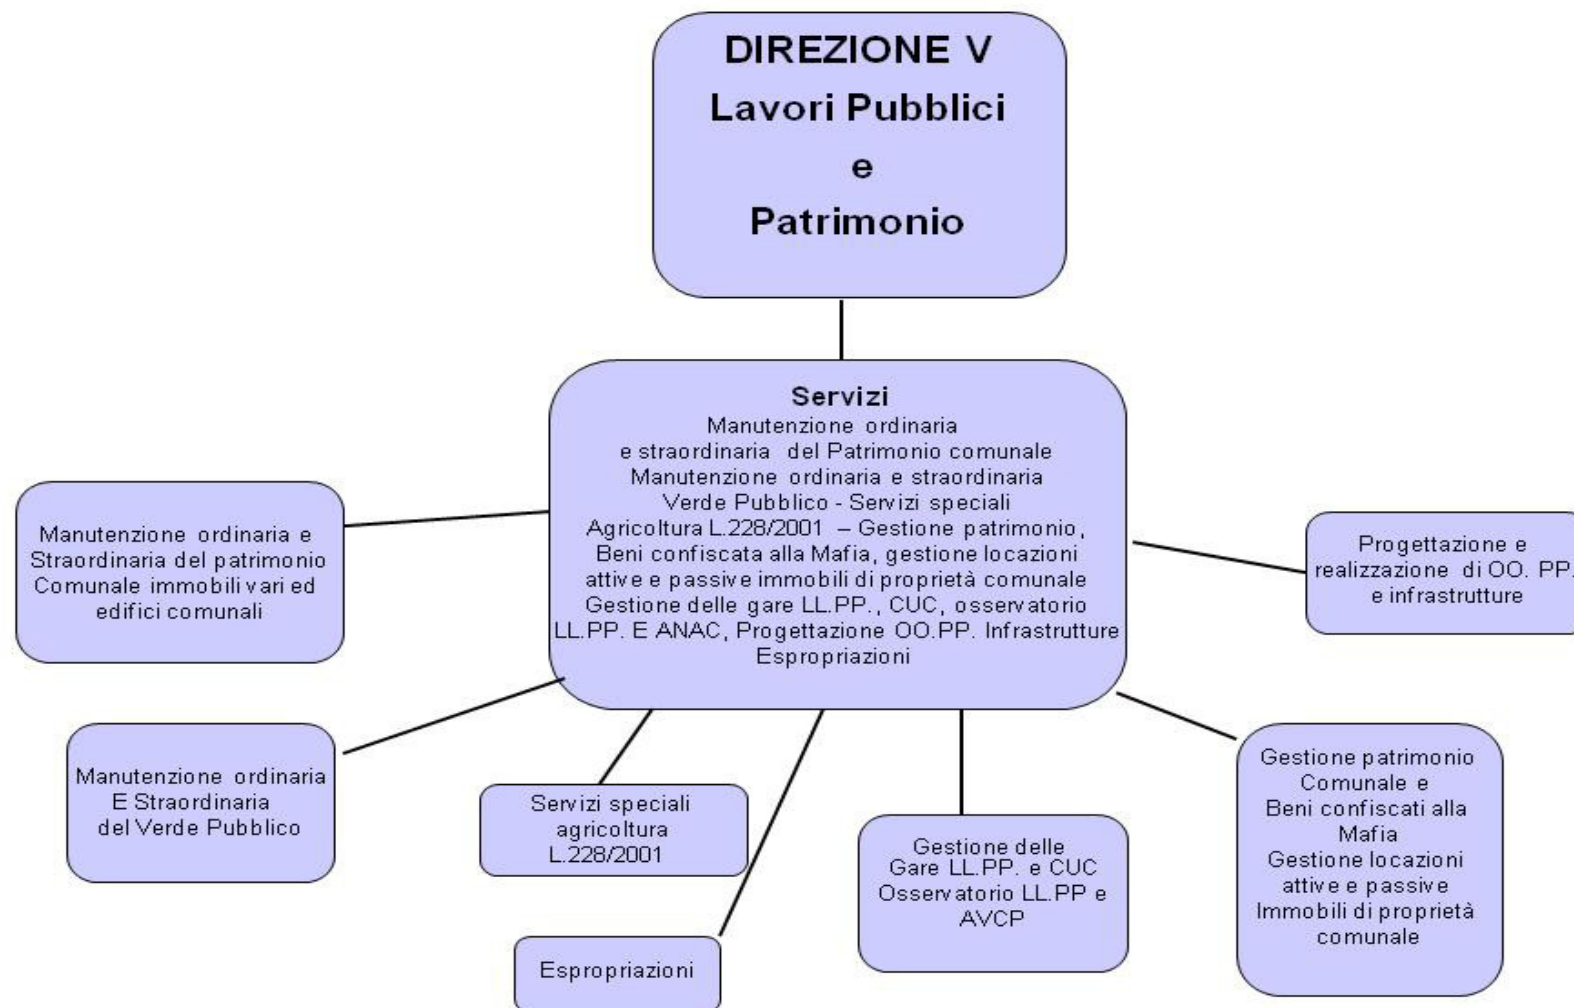 DIREZIONE V
Lavori Pubblici
e
Patrimonio
Servizi
Manutenzione ordinaria
e straordinaria del Patrimonio comunale
Manutenzione ordinaria e straordinaria
Verde Pubblico - Servizi speciali
Agricoltura L.228/2001 – Gestione patrimonio,
Beni confiscata alla Mafia, gestione locazioni
attive e passive immobili di proprietà comunale
Gestione delle gare LL.PP., CUC, osservatorio
LL.PP. E ANAC, Progettazione OO.PP. Infrastrutture
Espropriazioni
Manutenzione ordinaria e
Straordinaria del patrimonio
Comunale immobili vari ed
edifici comunali
Progettazione e
realizzazione di OO. PP.
e infrastrutture
Manutenzione ordinaria
E Straordinaria
del Verde Pubblico
Servizi speciali
agricoltura
L.228/2001
Espropriazioni
Gestione delle
Gare LL.PP. e CUC
Osservatorio LL.PP e
AVCP
Gestione patrimonio
Comunale e
Beni confiscati alla
Mafia
Gestione locazioni
attive e passive
Immobili di proprietà
comunale